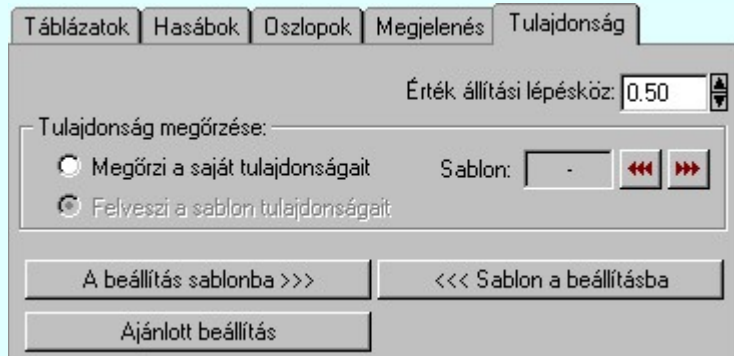 Táblázatok Hasábok Oszlopok Megjelenés Tulajdonság
Érték állítási lépésköz: 0.50
Tulajdonság megőrzése:
Megőrzi a saját tulajdonságait Sablon: -
Felveszi a sablon tulajdonságait
A beállítás sablonba >>> <<< Sablon a beállításba
Ajánlott beállítás